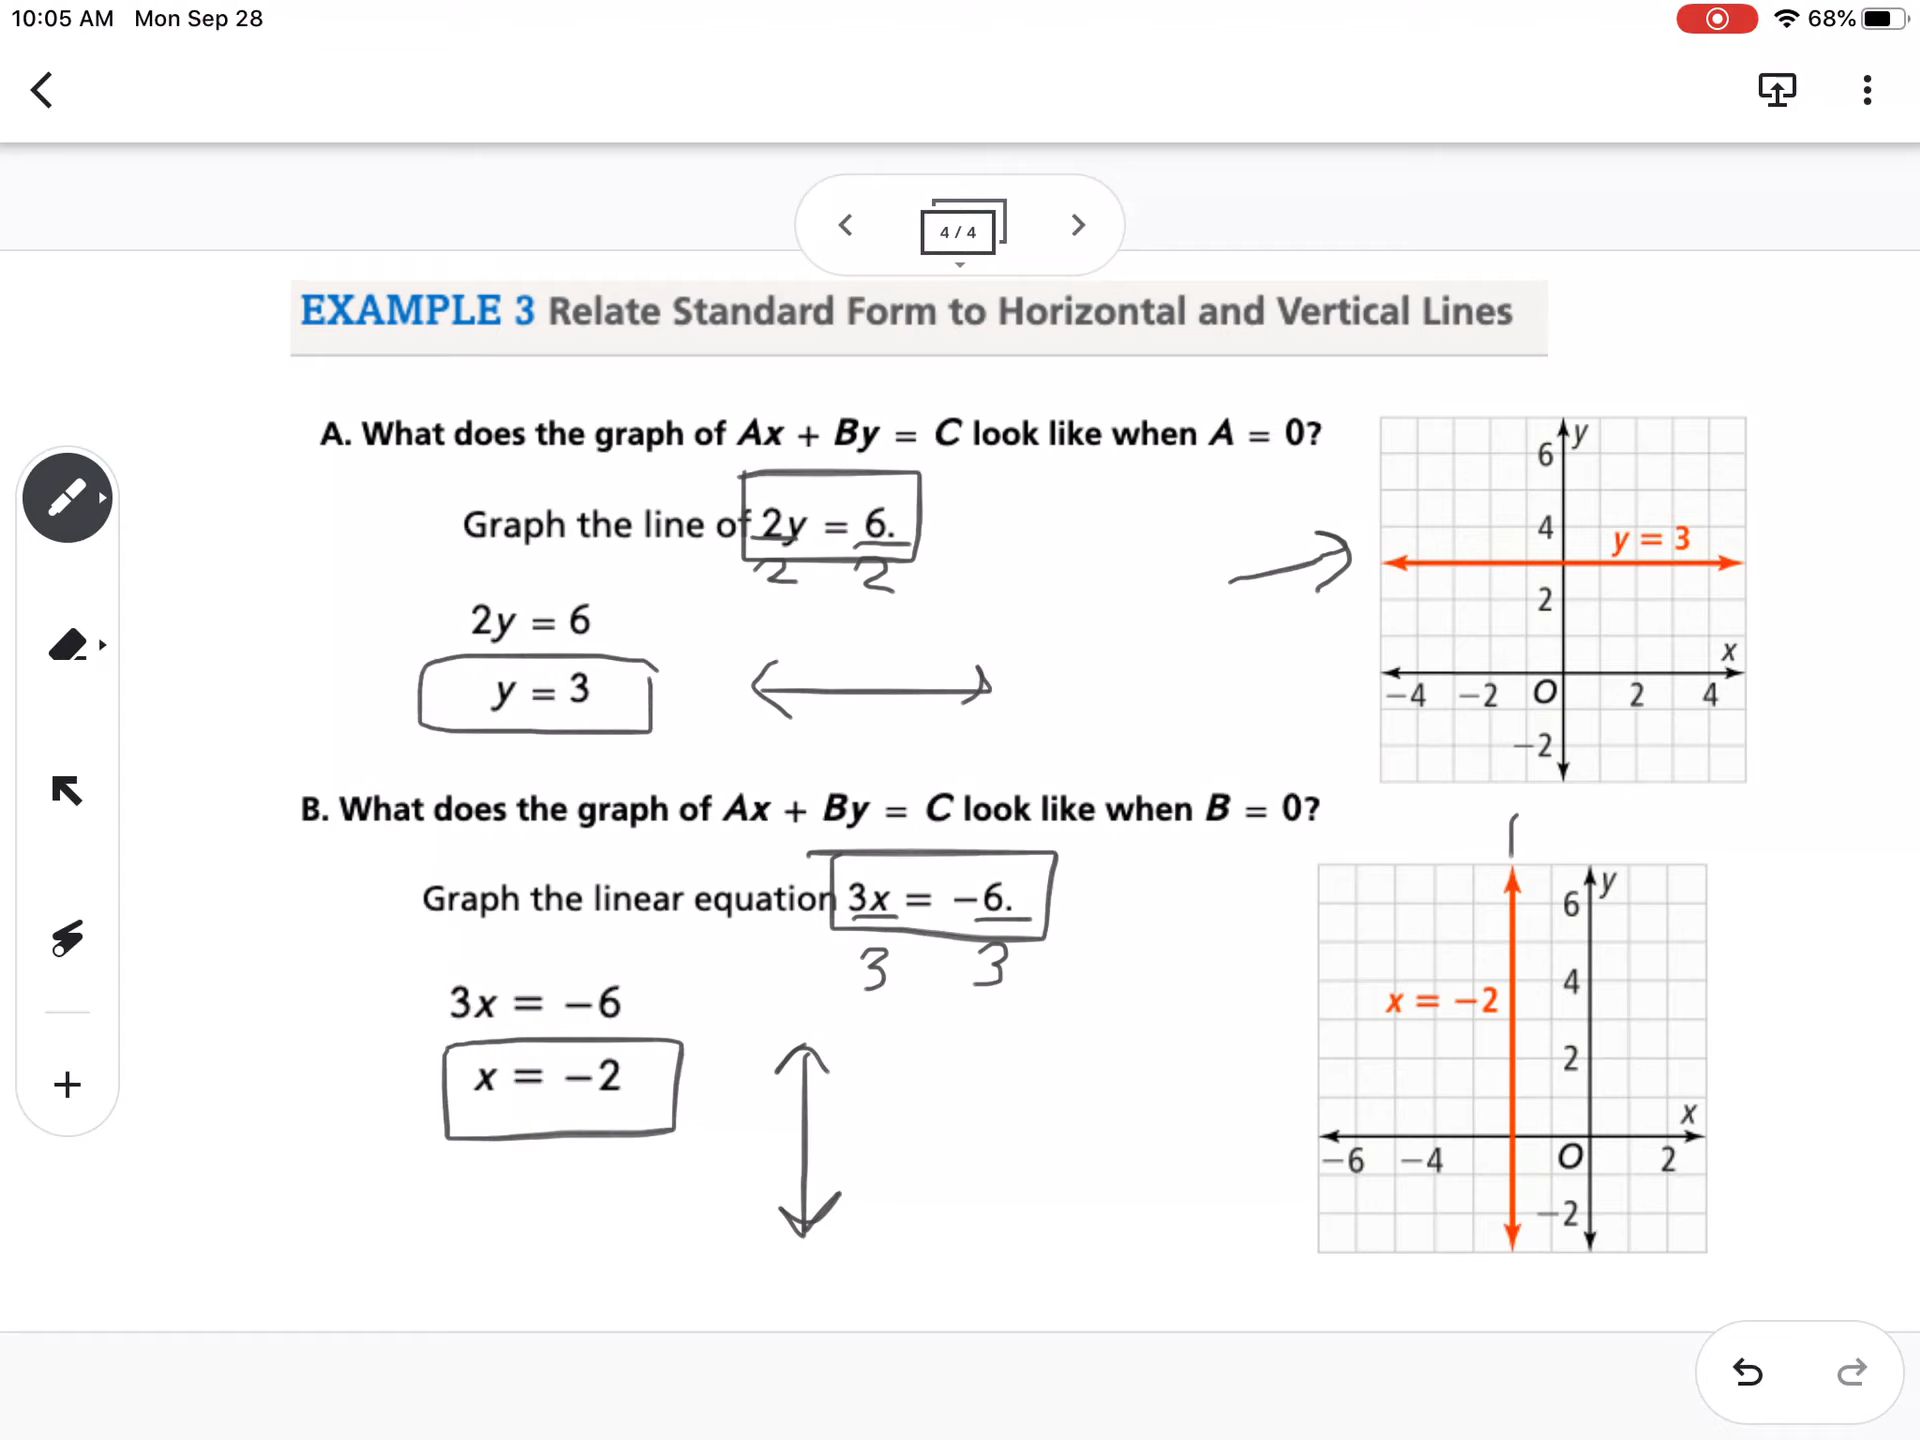 10:05 AM Mon Sep 28
68%
4 / 4
EXAMPLE 3 Relate Standard Form to Horizontal and Vertical Lines
A. What does the graph of Ax + By = C look like when A = 0?
Graph the line of 2y = 6.
2 2
2y = 6
y = 3
y
6
4
y = 3
2
x
−4 −2 O 2 4
−2
B. What does the graph of Ax + By = C look like when B = 0?
Graph the linear equation 3x = −6.
3 3
3x = −6
x = −2
y
6
4
x = −2
2
x
−6 −4 O 2
−2